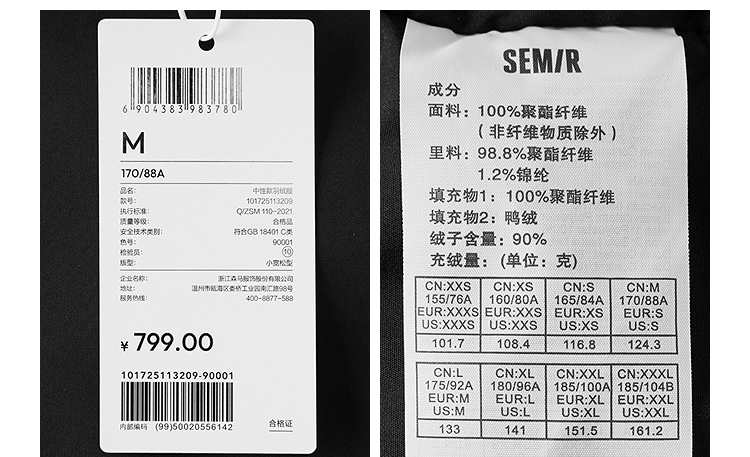 6904383983780
M
170/88A
品名: 中性款羽绒服
款号: 101725113209
执行标准: Q/ZSM 110-2021
质量等级: 合格品
安全技术类别: 符合GB 18401 C类
色号: 90001
检验员: 10
版型: 小宽松型
企业名称: 浙江森马服饰股份有限公司
地址: 温州市瓯海区娄桥工业园南汇路98号
服务热线: 400-8877-588
¥ 799.00
101725113209-90001
内部编码 (99)50020556142
合格证
SEMIR
成分
面料: 100%聚酯纤维
(非纤维物质除外)
里料: 98.8%聚酯纤维
1.2%锦纶
填充物1: 100%聚酯纤维
填充物2: 鸭绒
绒子含量: 90%
充绒量: (单位: 克)
CN:XXS CN:XS CN:S CN:M
155/76A 160/80A 165/84A 170/88A
EUR:XXXS EUR:XXS EUR:XS EUR:S
US:XXXS US:XXS US:XS US:S
101.7 108.4 116.8 124.3
CN:L CN:XL CN:XXL CN:XXXL
175/92A 180/96A 185/100A 185/104B
EUR:M EUR:L EUR:XL EUR:XXL
US:M US:L US:XL US:XXL
133 141 151.5 161.2